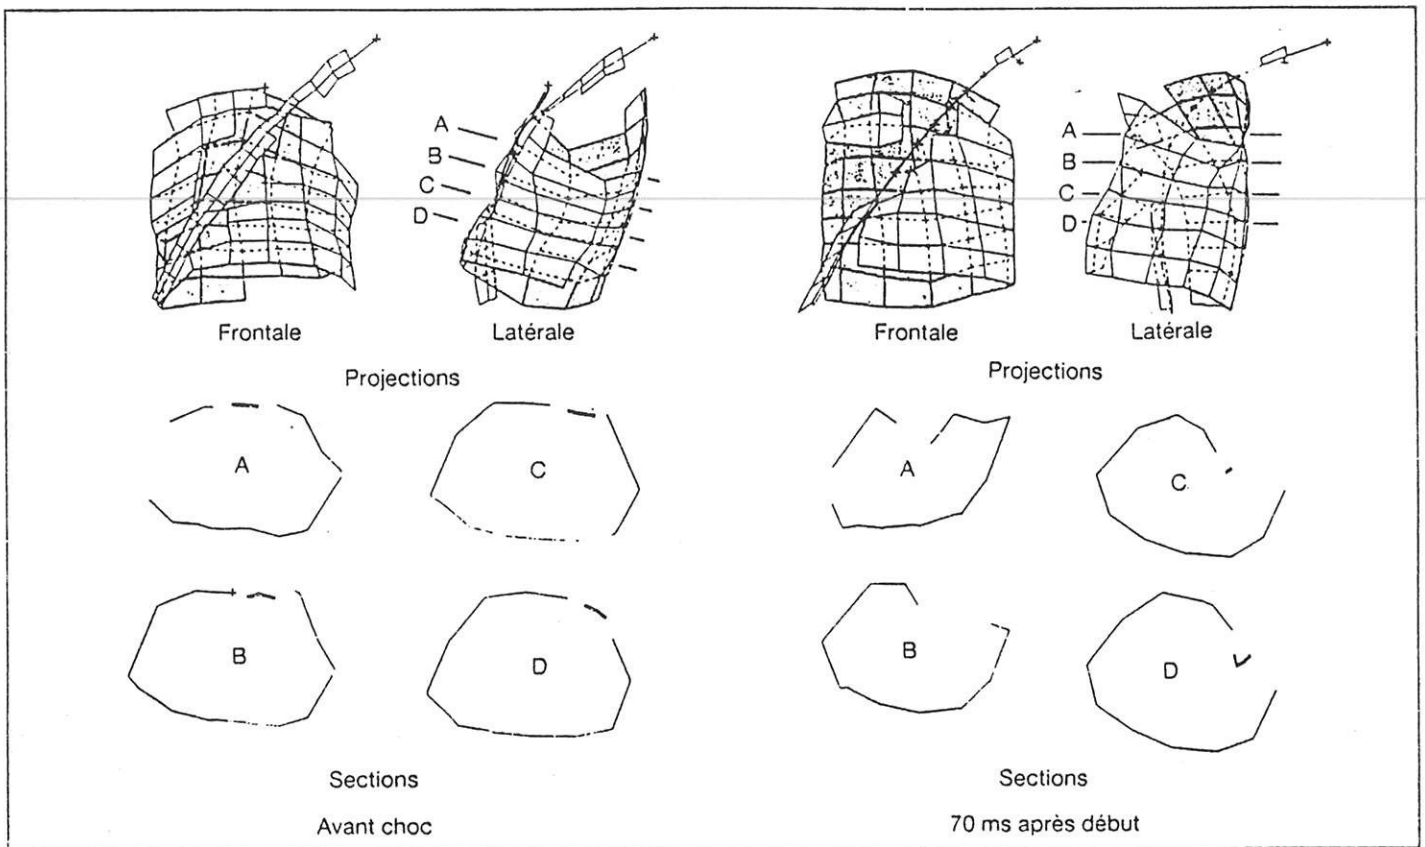 A
B
C
D
A
B
C
D
Frontale
Latérale
Frontale
Latérale
Projections
Projections
A
C
A
C
B
D
B
D
Sections
Sections
Avant choc
70 ms après début